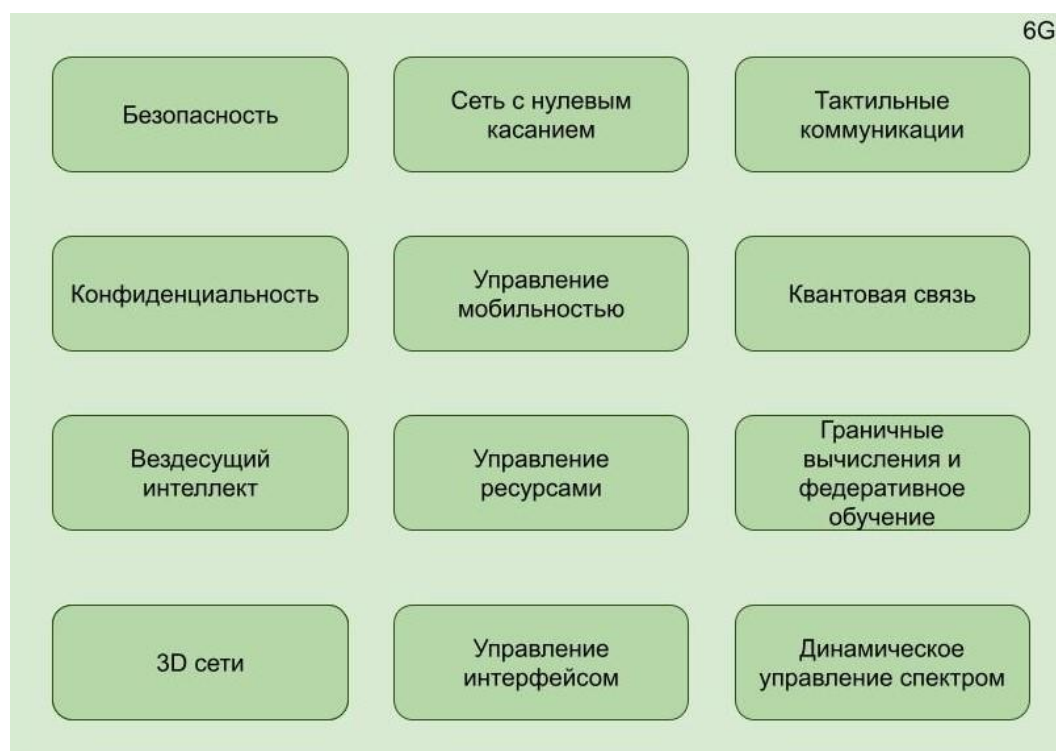 6G
Безопасность
Сеть с нулевым
касанием
Тактильные
коммуникации
Конфиденциальность
Управление
мобильностью
Квантовая связь
Вездесущий
интеллект
Управление
ресурсами
Граничные
вычисления и
федеративное
обучение
3D сети
Управление
интерфейсом
Динамическое
управление спектром